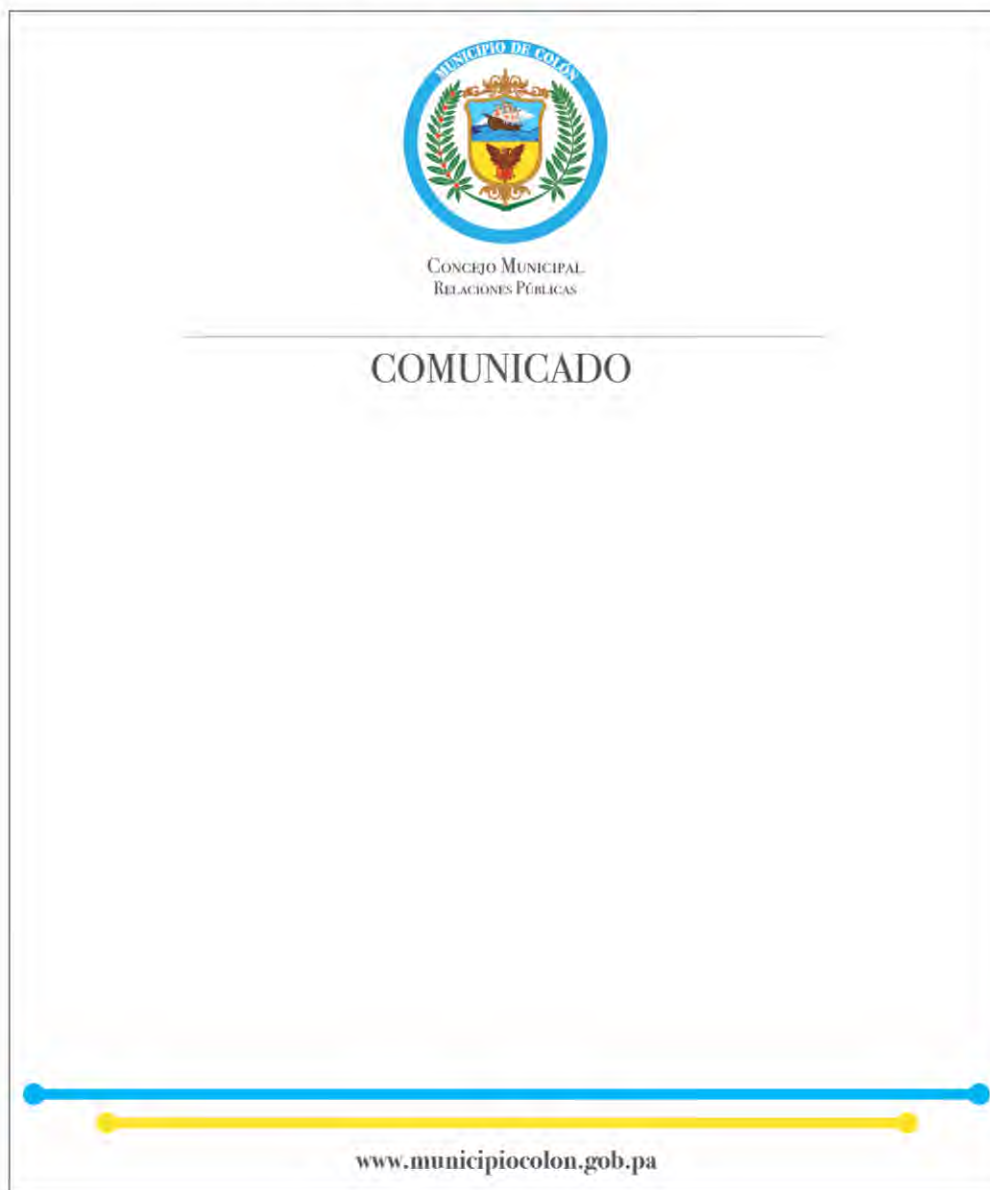 MUNICIPIO DE COLÓN
CONCEJO MUNICIPAL
RELACIONES PÚBLICAS
COMUNICADO
www.municipiocolon.gob.pa